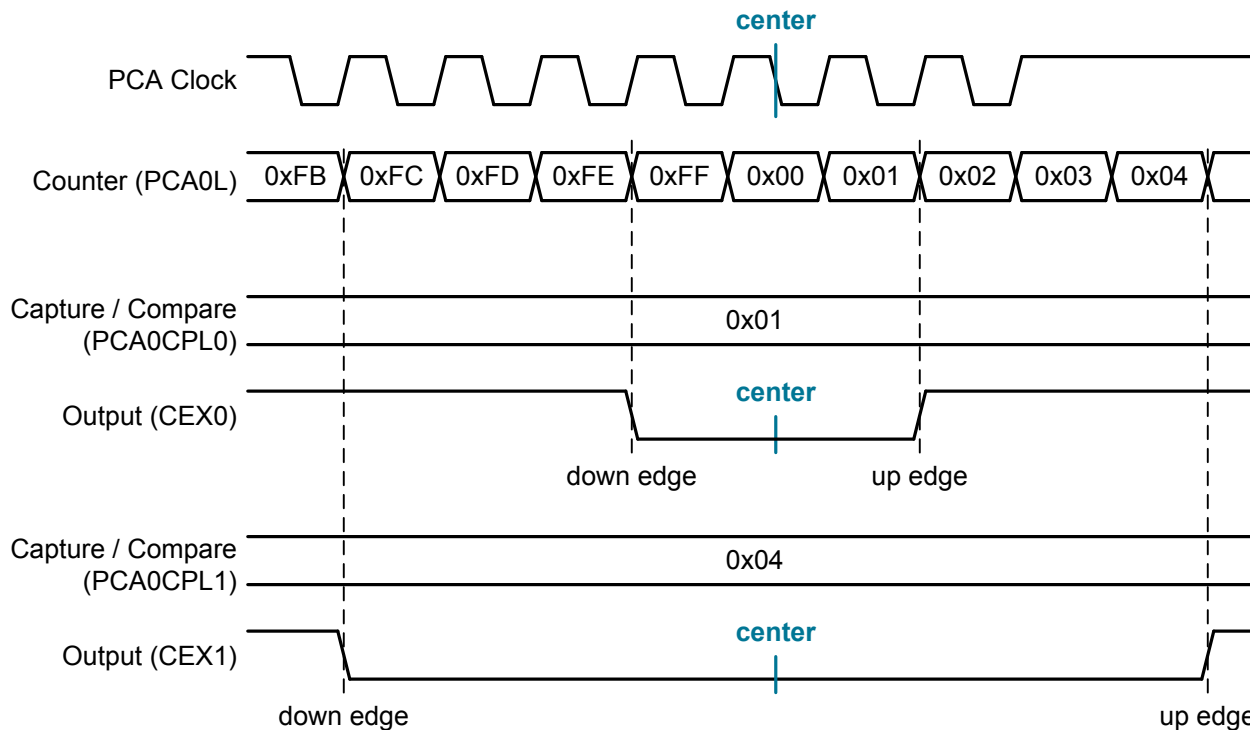 center
PCA Clock
Counter (PCA0L) 0xFB 0xFC 0xFD 0xFE 0xFF 0x00 0x01 0x02 0x03 0x04
Capture / Compare
(PCA0CPL0)
0x01
Output (CEX0)
center
down edge up edge
Capture / Compare
(PCA0CPL1)
0x04
Output (CEX1)
center
down edge up edge